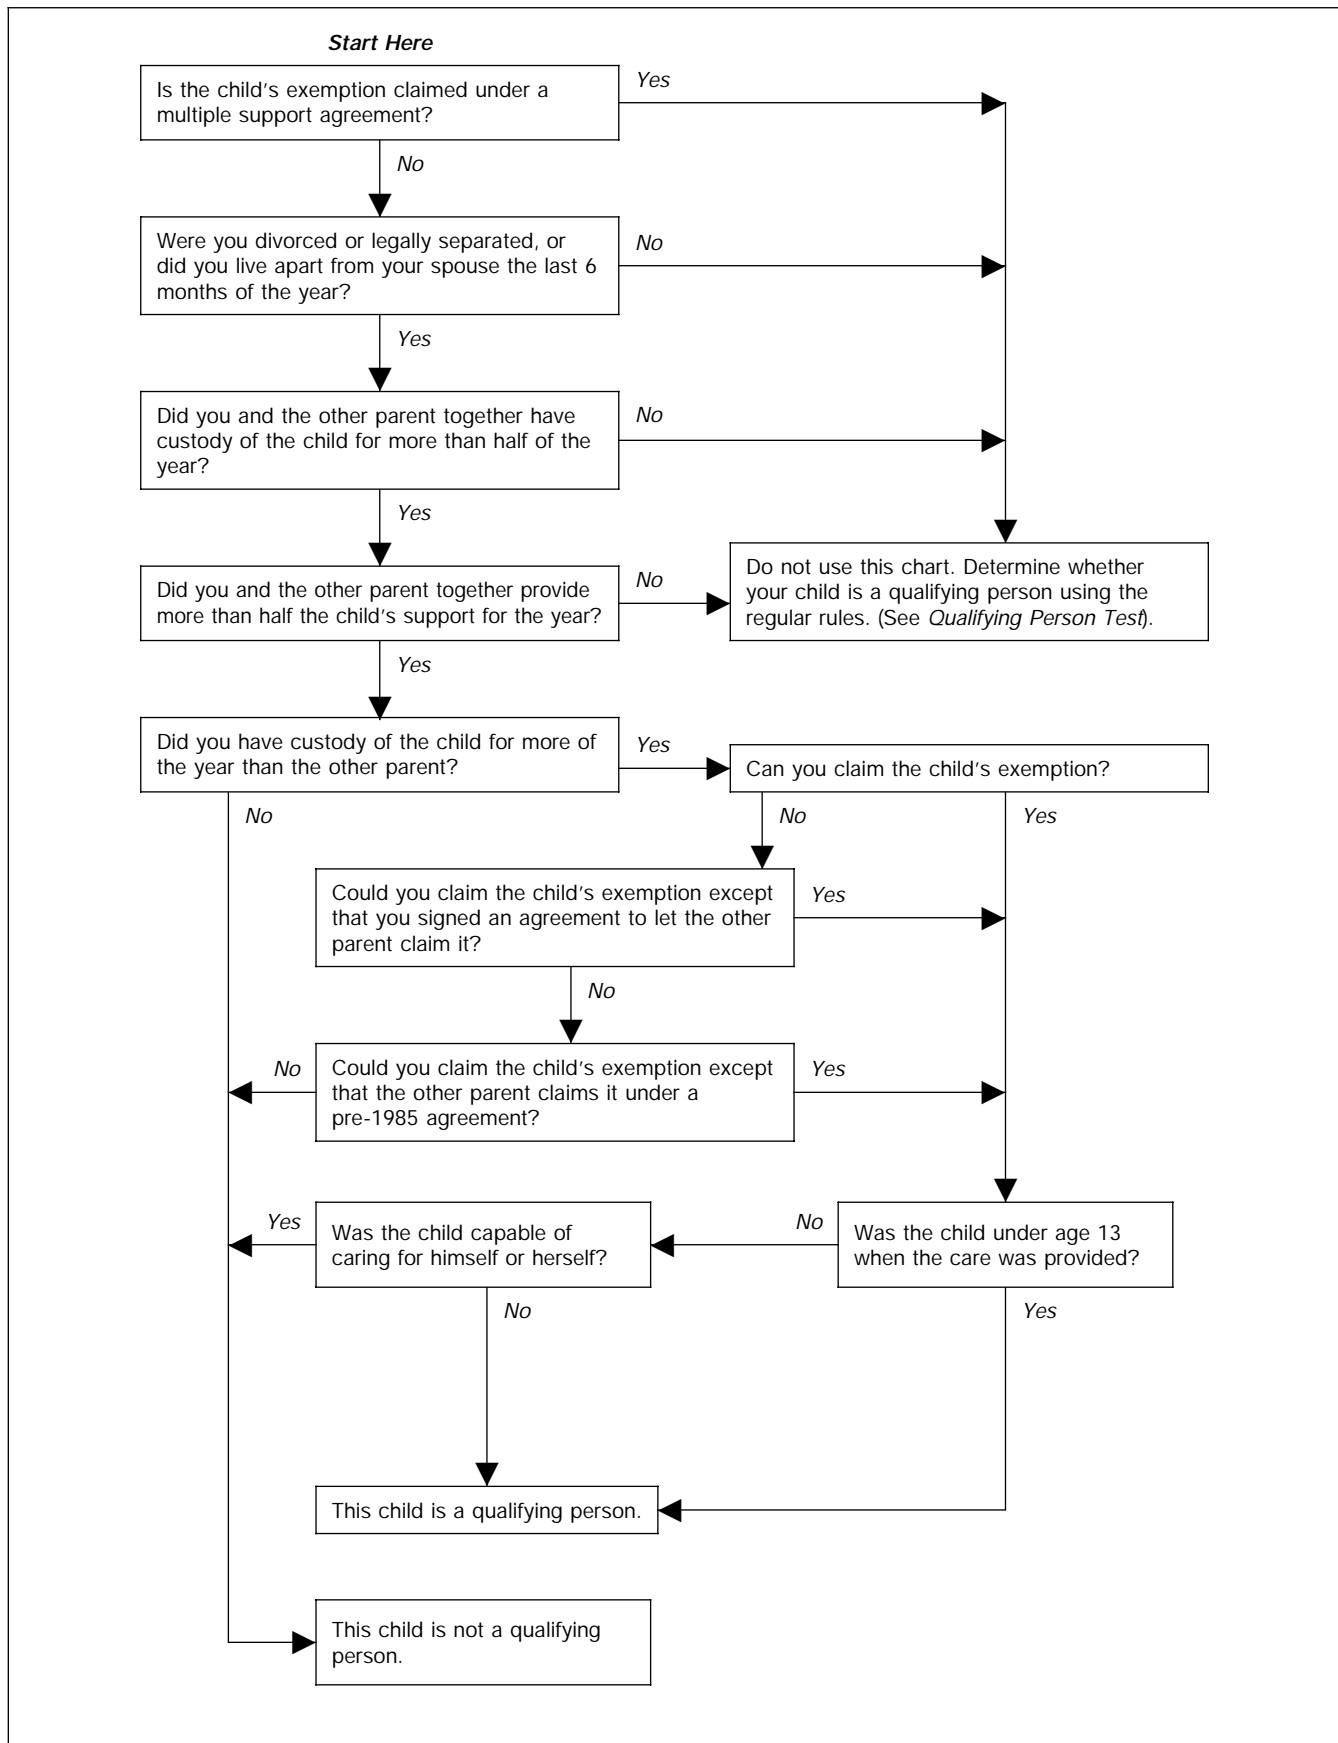 Start Here
Is the child's exemption claimed under a
multiple support agreement?
Yes
No
Were you divorced or legally separated, or
did you live apart from your spouse the last 6
months of the year?
No
Yes
Did you and the other parent together have
custody of the child for more than half of the
year?
No
Yes
Did you and the other parent together provide
more than half the child's support for the year?
No
Do not use this chart. Determine whether
your child is a qualifying person using the
regular rules. (See Qualifying Person Test).
Yes
Did you have custody of the child for more of
the year than the other parent?
Yes
Can you claim the child's exemption?
No
No
Yes
Could you claim the child's exemption except
that you signed an agreement to let the other
parent claim it?
Yes
No
No
Could you claim the child's exemption except
that the other parent claims it under a
pre-1985 agreement?
Yes
Yes
Was the child capable of
caring for himself or herself?
No
Was the child under age 13
when the care was provided?
No
Yes
This child is a qualifying person.
This child is not a qualifying
person.